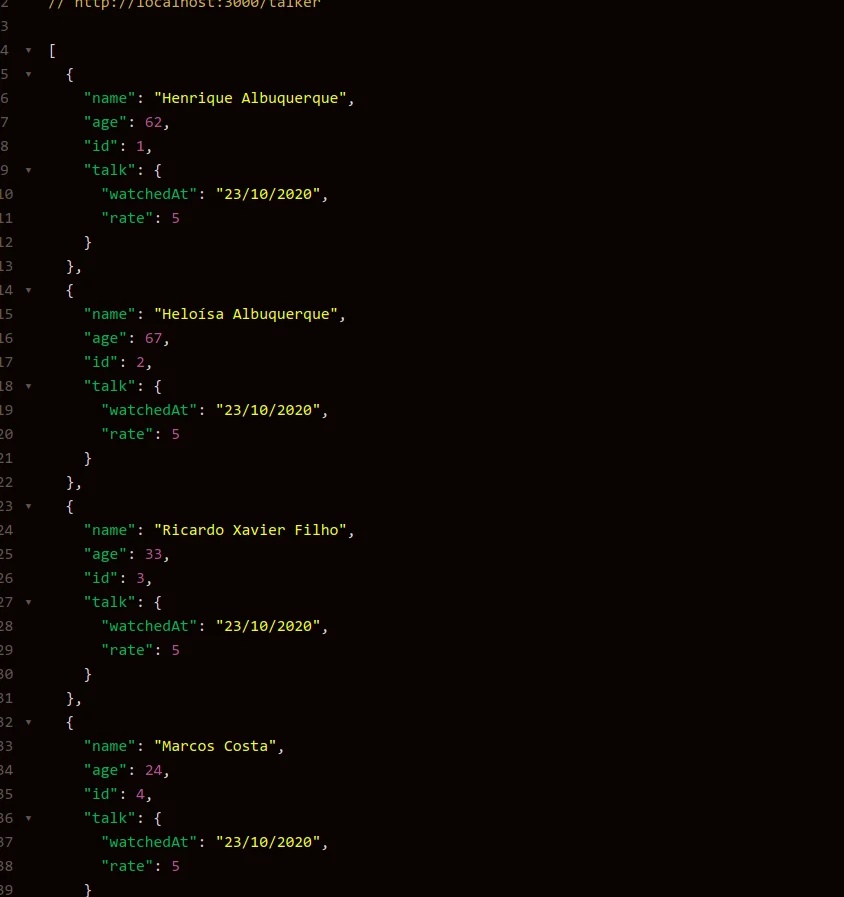 2 // http://localhost:3000/talker
3
4 [
5 {
6 "name": "Henrique Albuquerque",
7 "age": 62,
8 "id": 1,
9 "talk": {
10 "watchedAt": "23/10/2020",
11 "rate": 5
12 }
13 },
14 {
15 "name": "Heloísa Albuquerque",
16 "age": 67,
17 "id": 2,
18 "talk": {
19 "watchedAt": "23/10/2020",
20 "rate": 5
21 }
22 },
23 {
24 "name": "Ricardo Xavier Filho",
25 "age": 33,
26 "id": 3,
27 "talk": {
28 "watchedAt": "23/10/2020",
29 "rate": 5
30 }
31 },
32 {
33 "name": "Marcos Costa",
34 "age": 24,
35 "id": 4,
36 "talk": {
37 "watchedAt": "23/10/2020",
38 "rate": 5
39 }